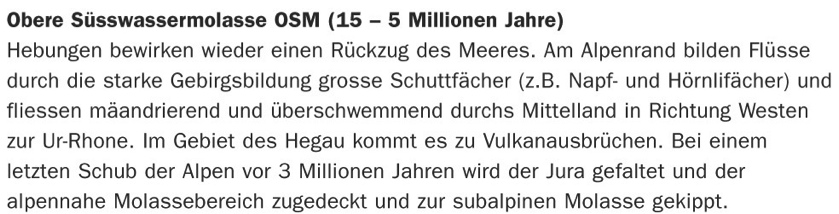 Obere Süsswassermolasse OSM (15 – 5 Millionen Jahre)
Hebungen bewirken wieder einen Rückzug des Meeres. Am Alpenrand bilden Flüsse
durch die starke Gebirgsbildung grosse Schuttfächer (z.B. Napf- und Hörnlifächer) und
fliessen mäandrierend und überschwemmend durchs Mittelland in Richtung Westen
zur Ur-Rhone. Im Gebiet des Hegau kommt es zu Vulkanausbrüchen. Bei einem
letzten Schub der Alpen vor 3 Millionen Jahren wird der Jura gefaltet und der
alpennahe Molassebereich zugedeckt und zur subalpinen Molasse gekippt.